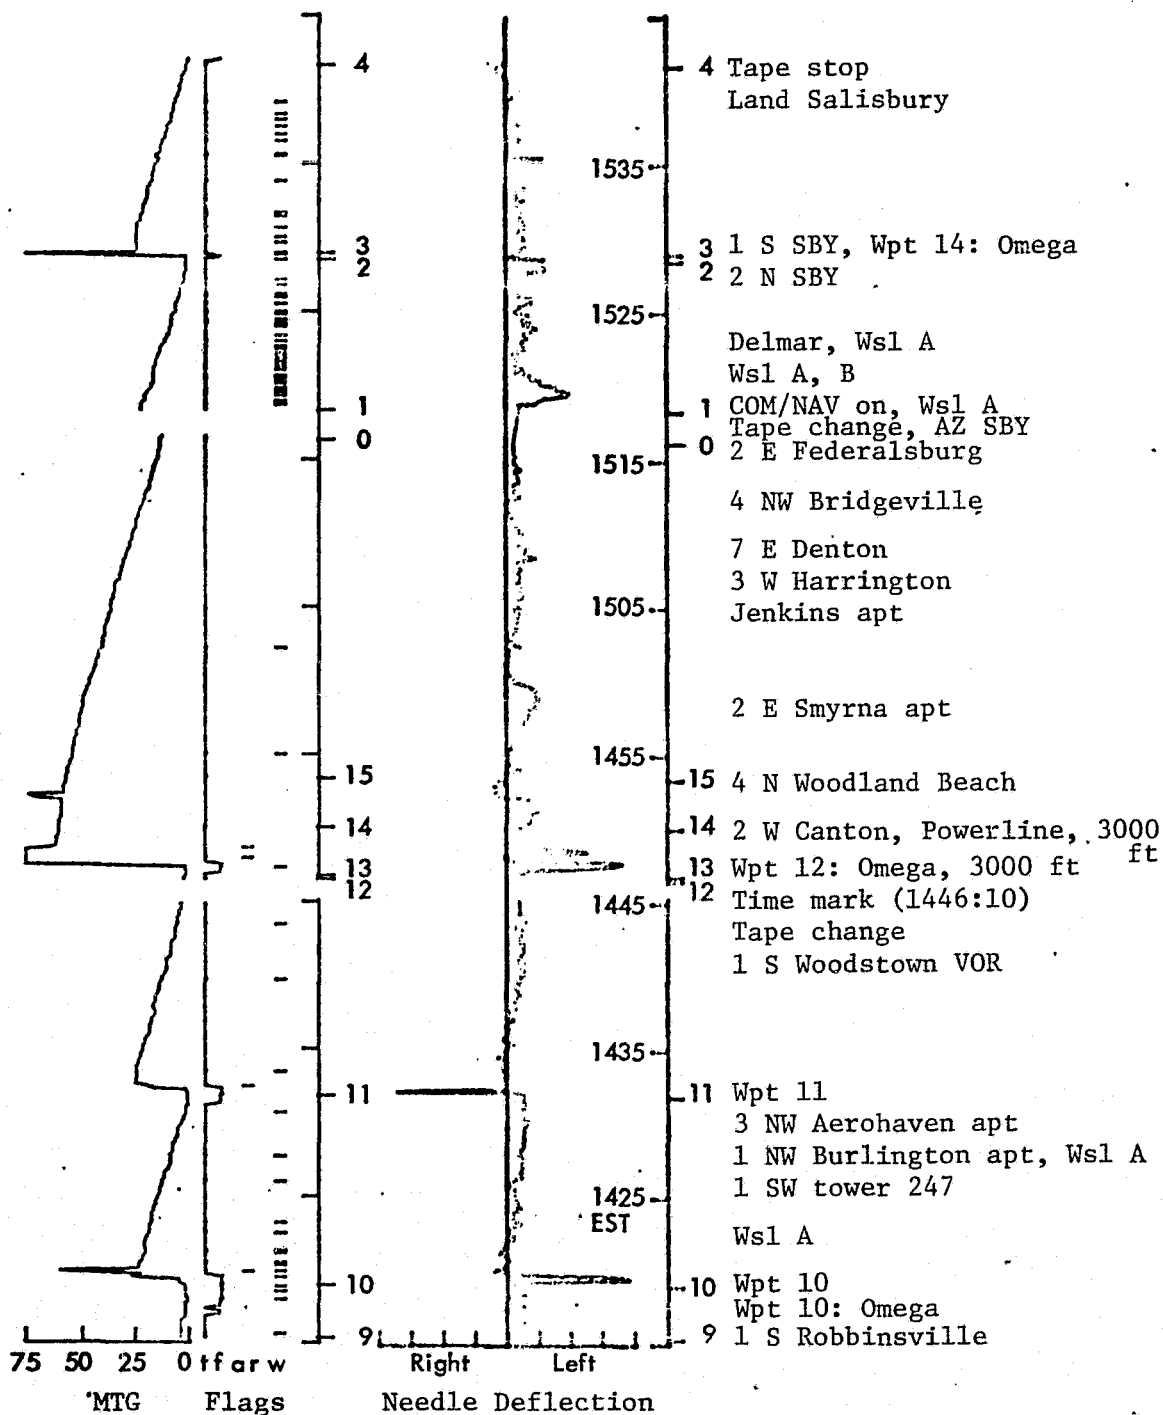 4 4 Tape stop
Land Salisbury
1535
3 3 1 S SBY, Wpt 14: Omega
2 2 2 N SBY
1525
Delmar, Wsl A
Wsl A, B
1 1 COM/NAV on, Wsl A
Tape change, AZ SBY
0 0 2 E Federalsburg
1515
4 NW Bridgeville
7 E Denton
3 W Harrington
1505 Jenkins apt
2 E Smyrna apt
1455
15 15 4 N Woodland Beach
14 14 2 W Canton, Powerline, 3000
ft
13 13 Wpt 12: Omega, 3000 ft
12 12 Time mark (1446:10)
1445
Tape change
1 S Woodstown VOR
1435
11 11 Wpt 11
3 NW Aerohaven apt
1 NW Burlington apt, Wsl A
1425 1 SW tower 247
EST
Wsl A
10 10 Wpt 10
Wpt 10: Omega
9 9 1 S Robbinsville
75 50 25 0 t f a r w Right Left
MTG Flags Needle Deflection